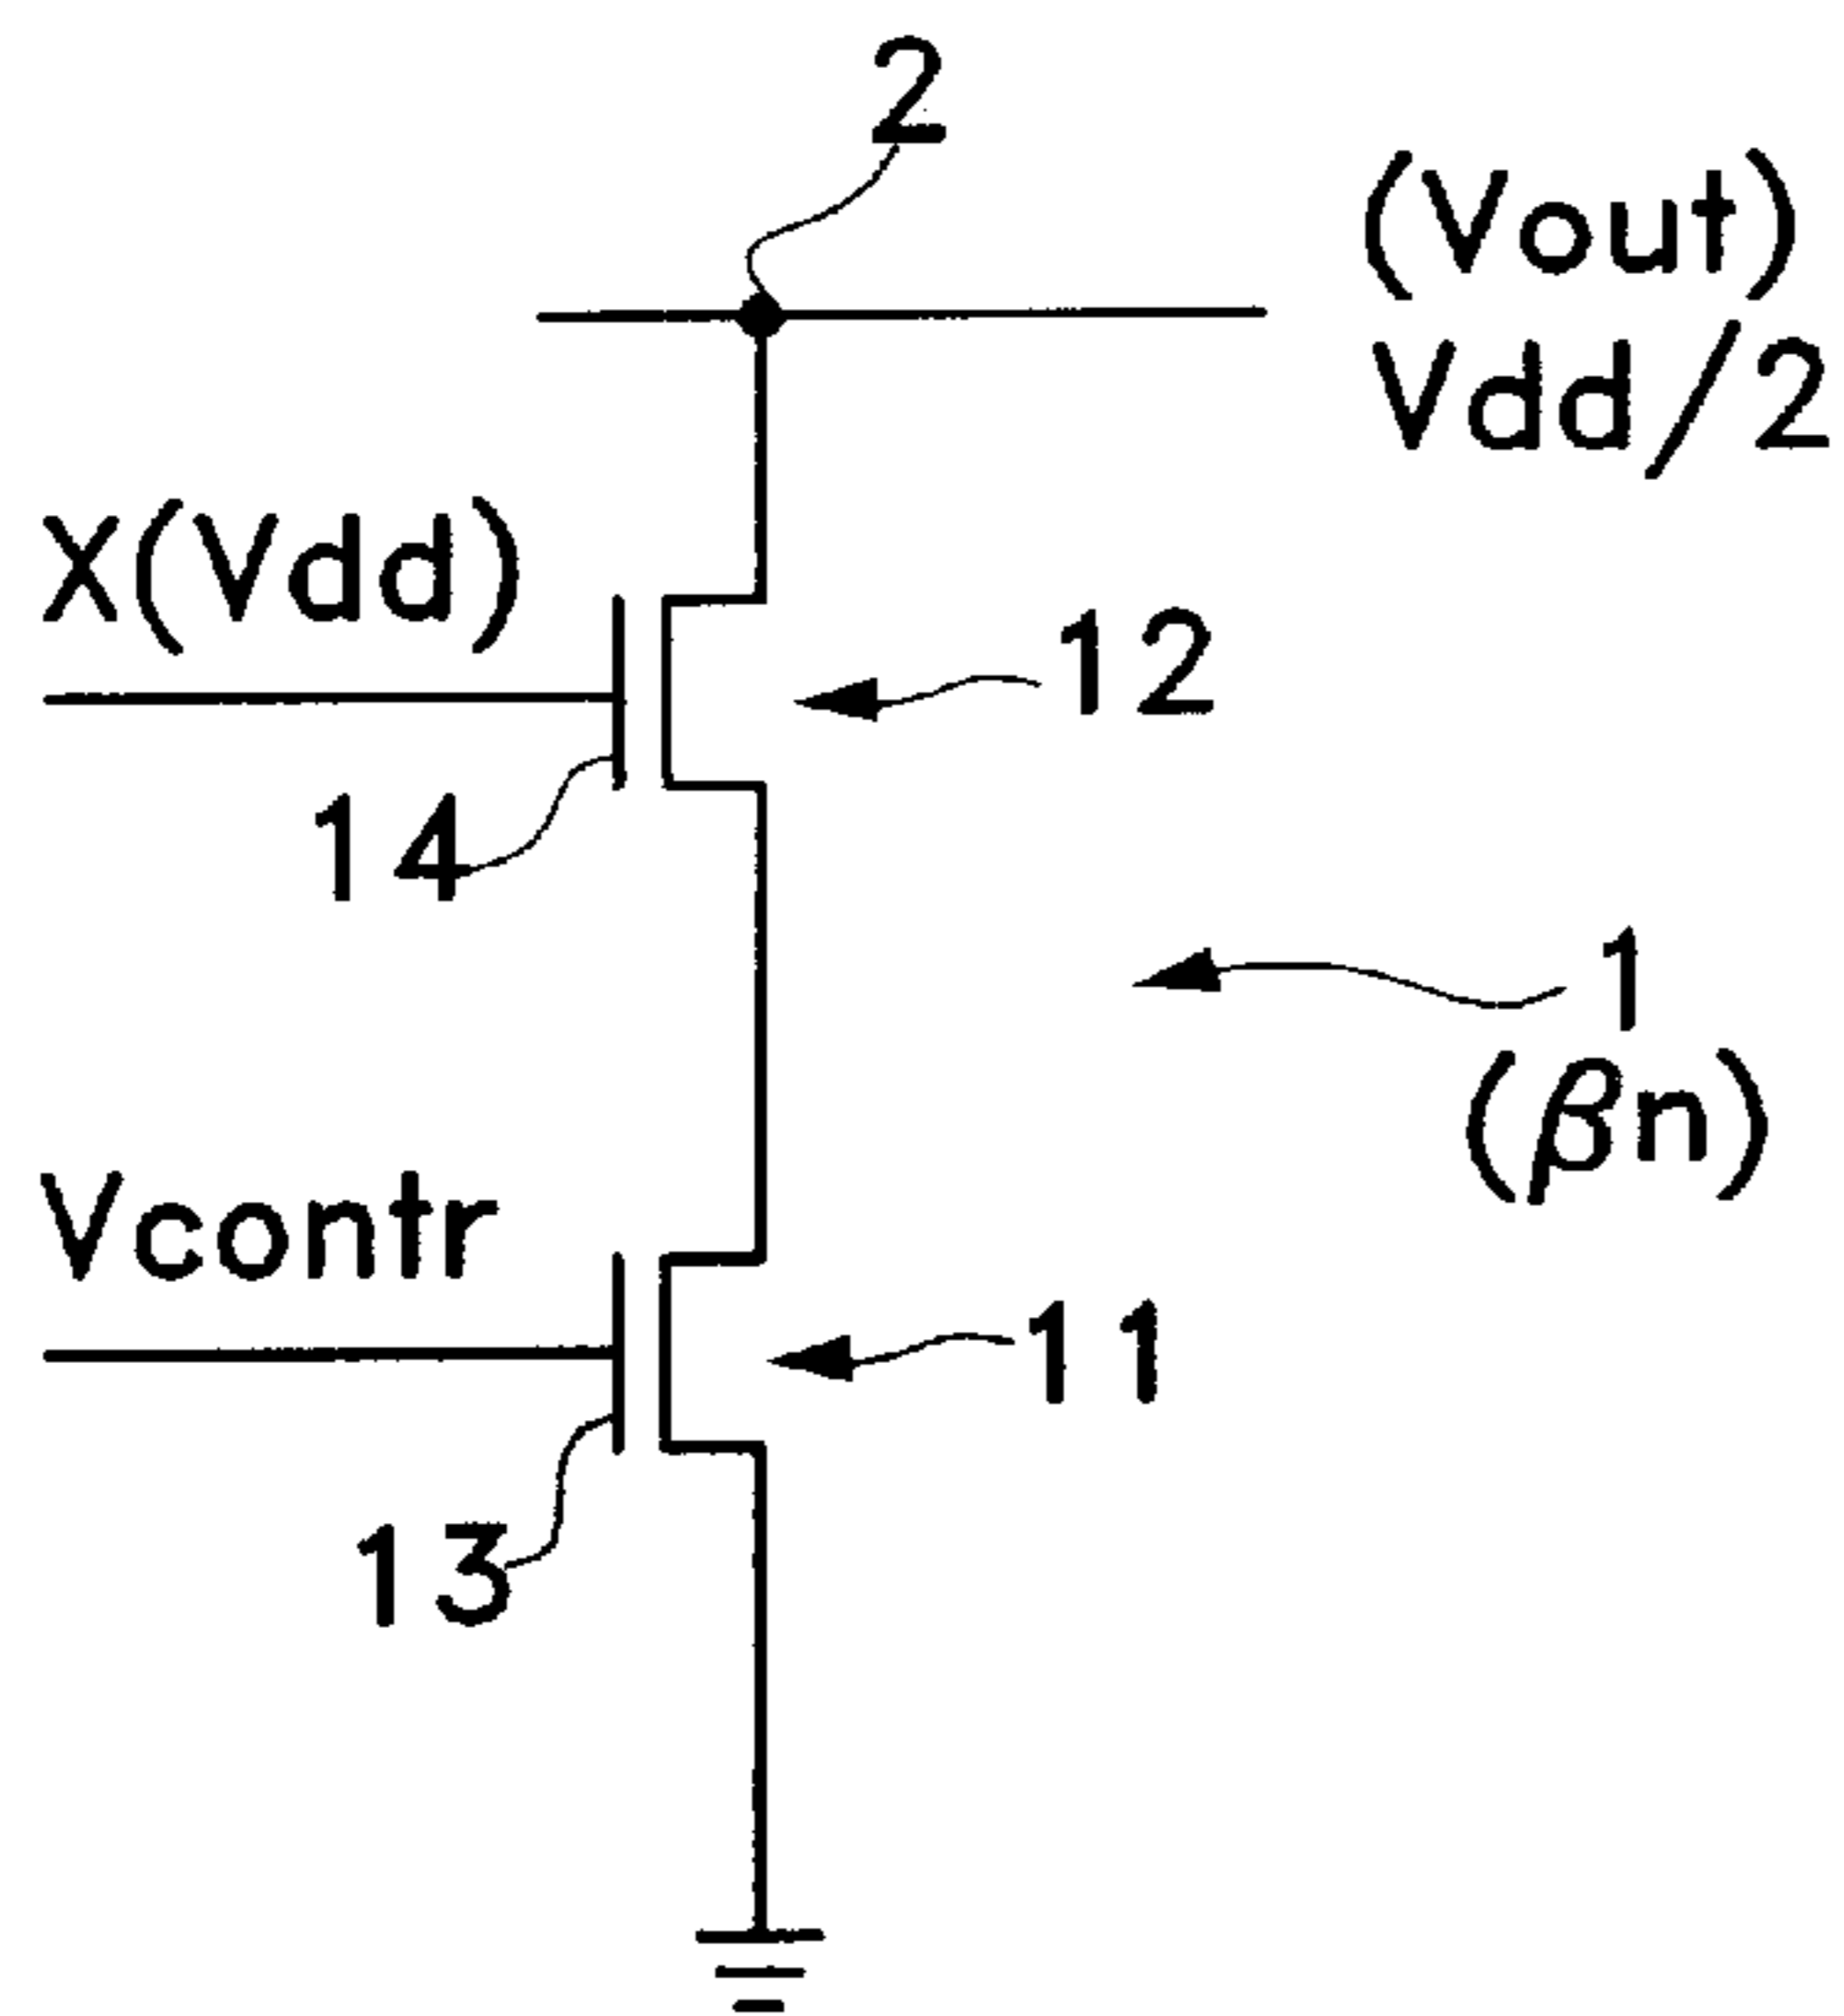 2
(Vout)
Vdd/2
X(Vdd)
12
14
1
(βn)
Vcontr
11
13